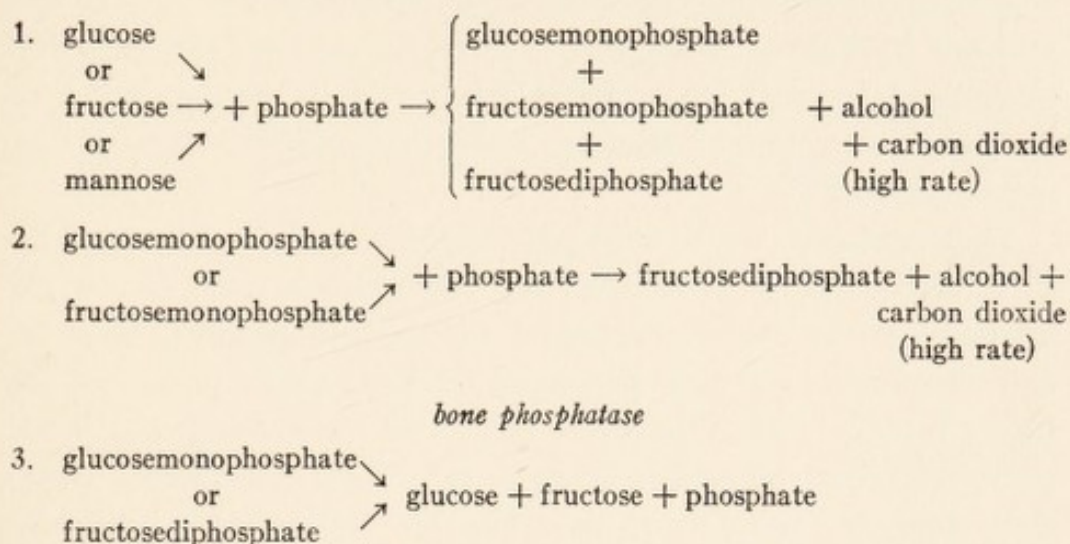 1. glucose
or
fructose → + phosphate → { glucosemonophosphate
+
fructosemonophosphate + alcohol
+ + carbon dioxide
fructosediphosphate (high rate)
or
mannose
2. glucosemonophosphate
or + phosphate → fructosediphosphate + alcohol +
fructosemonophosphate carbon dioxide
(high rate)
bone phosphatase
3. glucosemonophosphate
or glucose + fructose + phosphate
fructosediphosphate